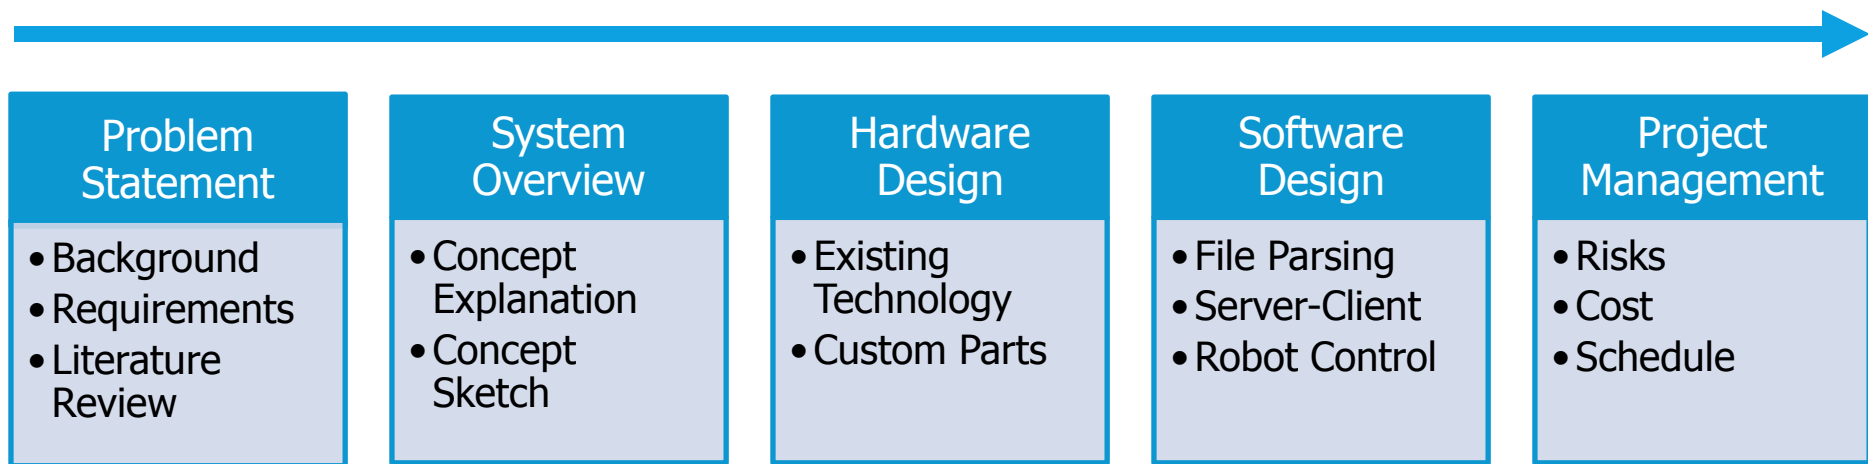 Problem
Statement
• Background
• Requirements
• Literature
Review
System
Overview
• Concept
Explanation
• Concept
Sketch
Hardware
Design
• Existing
Technology
• Custom Parts
Software
Design
• File Parsing
• Server-Client
• Robot Control
Project
Management
• Risks
• Cost
• Schedule